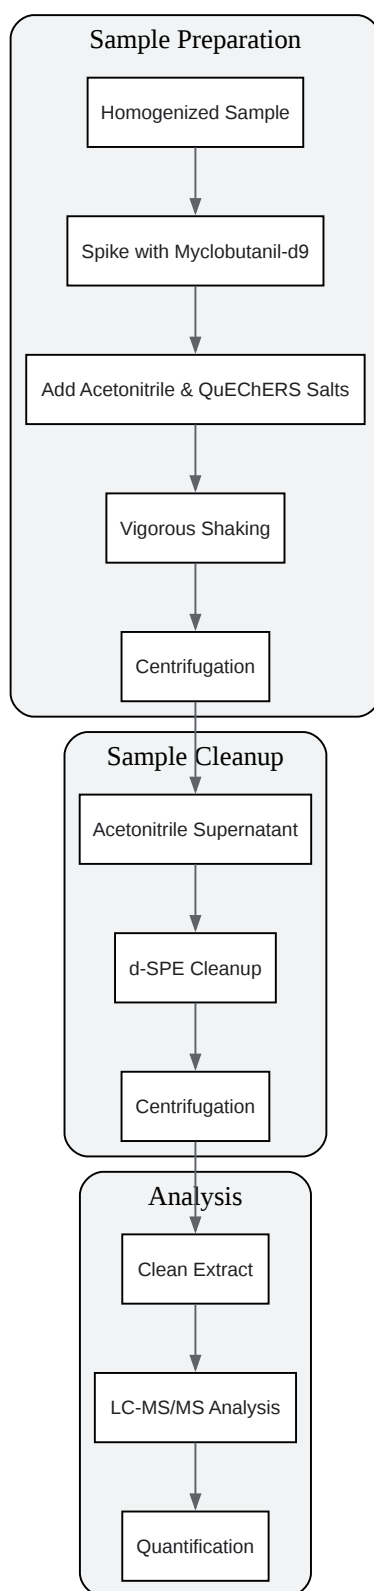 Sample Preparation
Homogenized Sample
Spike with Myclobutanil-d9
Add Acetonitrile & QuEChERS Salts
Vigorous Shaking
Centrifugation
Sample Cleanup
Acetonitrile Supernatant
d-SPE Cleanup
Centrifugation
Analysis
Clean Extract
LC-MS/MS Analysis
Quantification